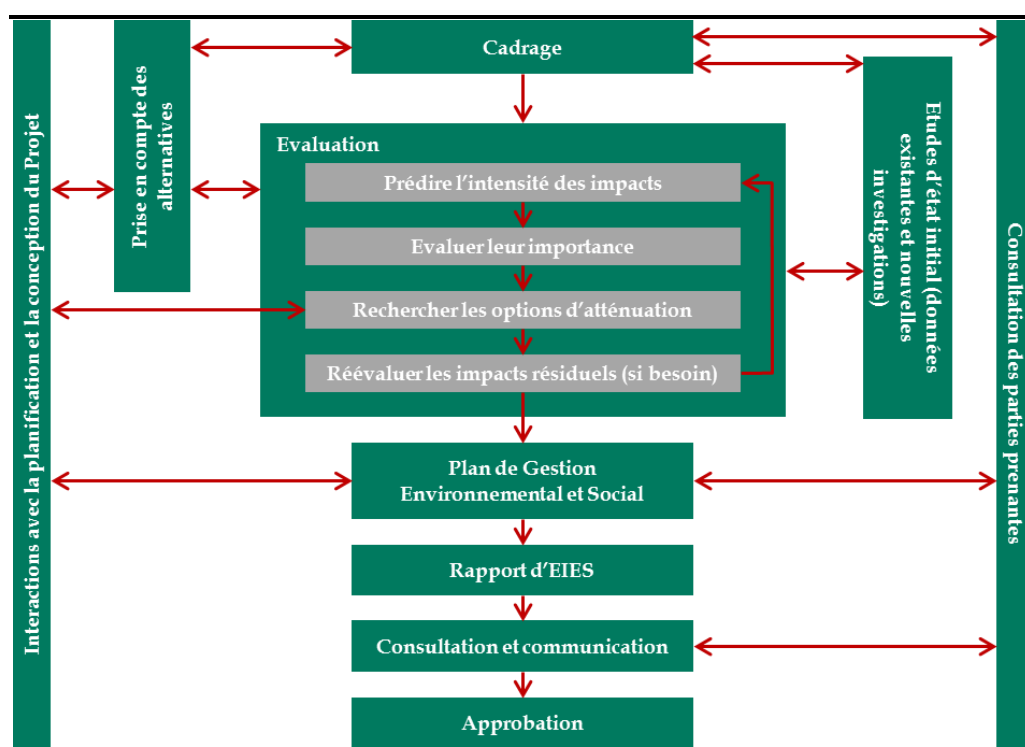 Cadrage
Interactions avec la planification et la conception du Projet
Prise en compte des
alternatives
Evaluation
Prédire l'intensité des impacts
Evaluer leur importance
Rechercher les options d'atténuation
Réévaluer les impacts résiduels (si besoin)
Etudes d'état initial (données
existantes et nouvelles
investigations)
Consultation des parties prenantes
Plan de Gestion
Environnemental et Social
Rapport d'EIES
Consultation et communication
Approbation